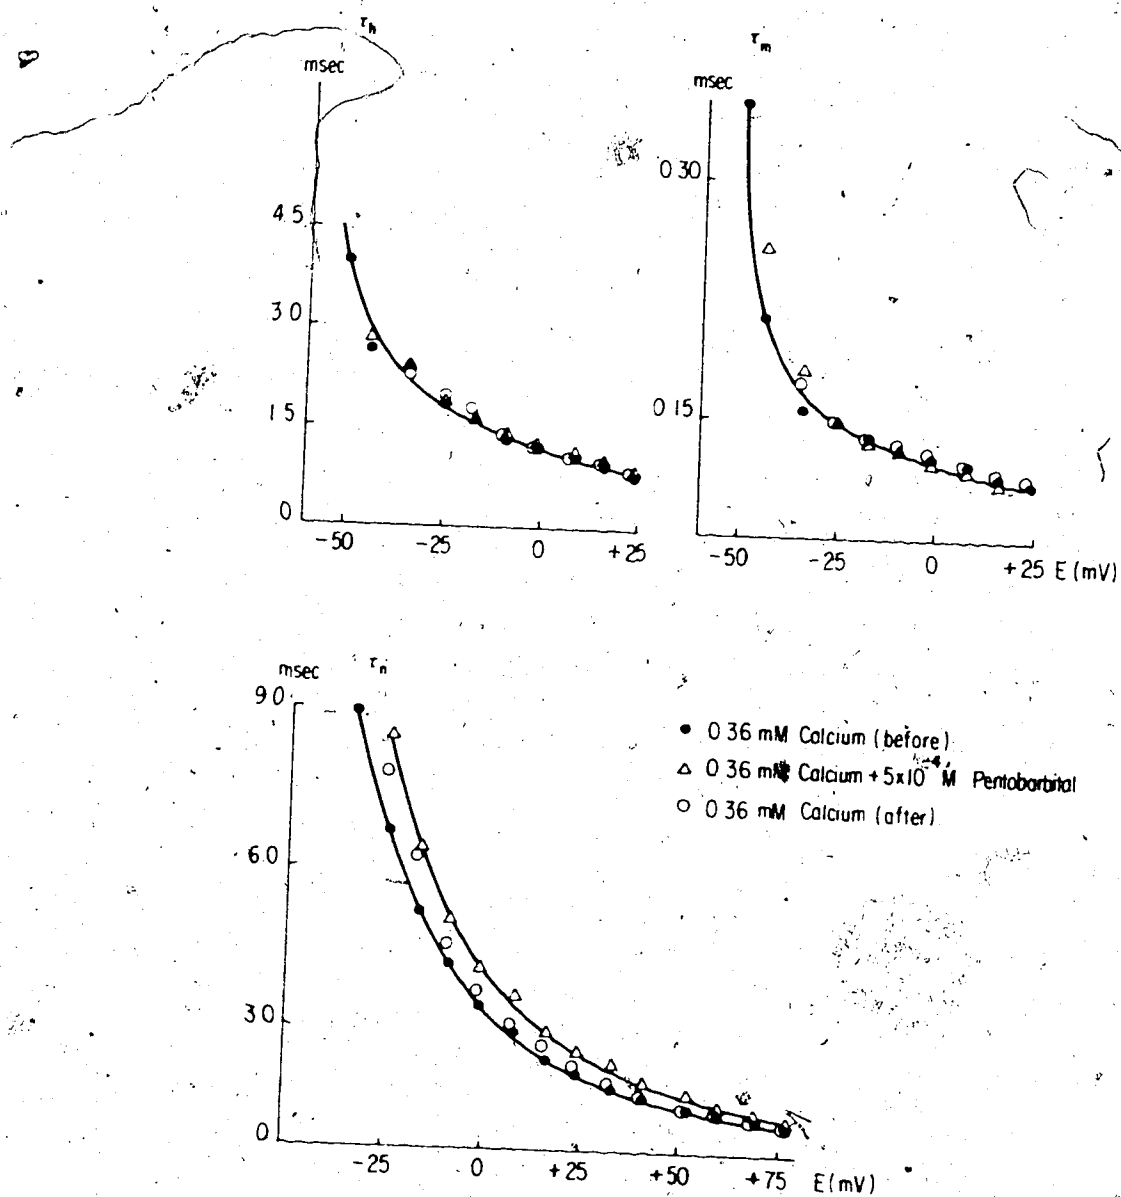 τh
msec
4.5
3.0
1.5
0
-50 -25 0 +25
τm
msec
0.30
0.15
-50 -25 0 +25 E (mV)
τn
msec
9.0
6.0
3.0
0
-25 0 +25 +50 +75 E (mV)
● 0.36 mM Calcium (before)
△ 0.36 mM Calcium + 5x10⁻⁴ M Pentobarbital
○ 0.36 mM Calcium (after)